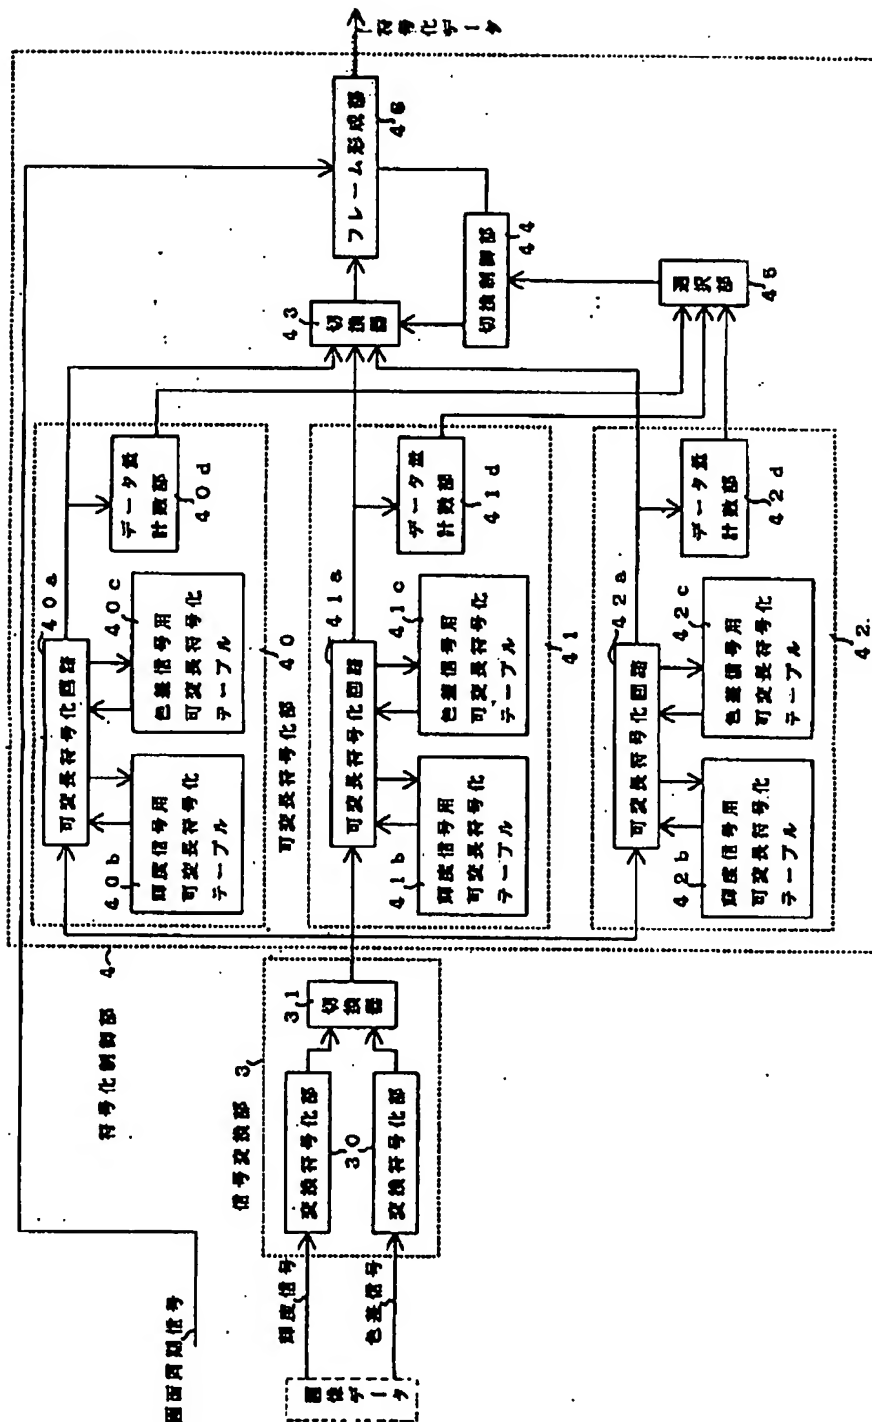 画面同期信号
画像データ
輝度信号
色差信号
信号変換部 3
変換符号化部
変換符号化部
30
切換器
31
符号化制御部 4
可変長符号化部 40
可変長符号化回路
40a
輝度信号用
可変長符号化
テーブル
40b
色差信号用
可変長符号化
テーブル
40c
データ量
計数部
40d
可変長符号化回路
41a
輝度信号用
可変長符号化
テーブル
41b
色差信号用
可変長符号化
テーブル
41c
データ量
計数部
41d
41
可変長符号化回路
42a
輝度信号用
可変長符号化
テーブル
42b
色差信号用
可変長符号化
テーブル
42c
データ量
計数部
42d
42
切換器
43
切換制御部
44
選択部
45
フレーム形成部
46
符号化データ